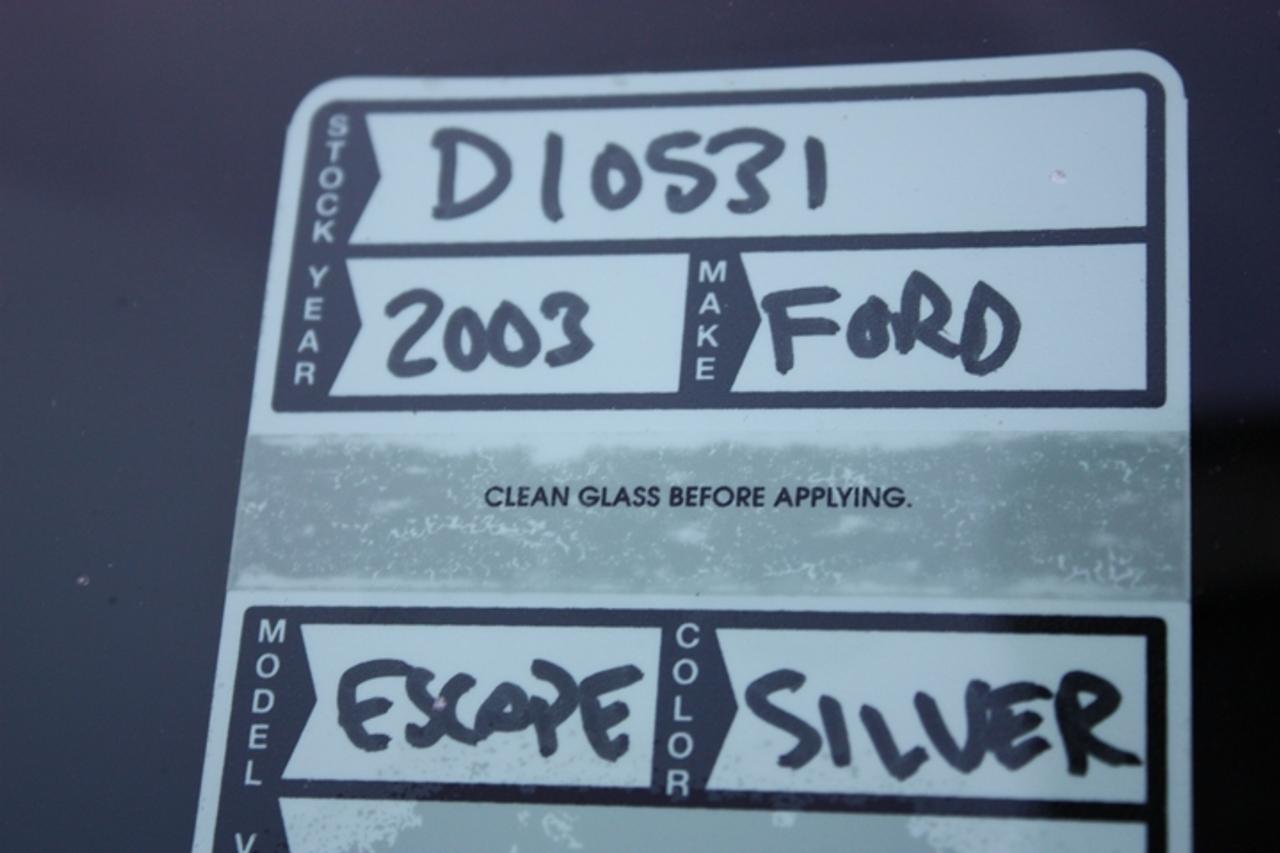 STOCK D10531
YEAR 2003 MAKE FORD
CLEAN GLASS BEFORE APPLYING.
MODEL ESCAPE COLOR SILVER
V